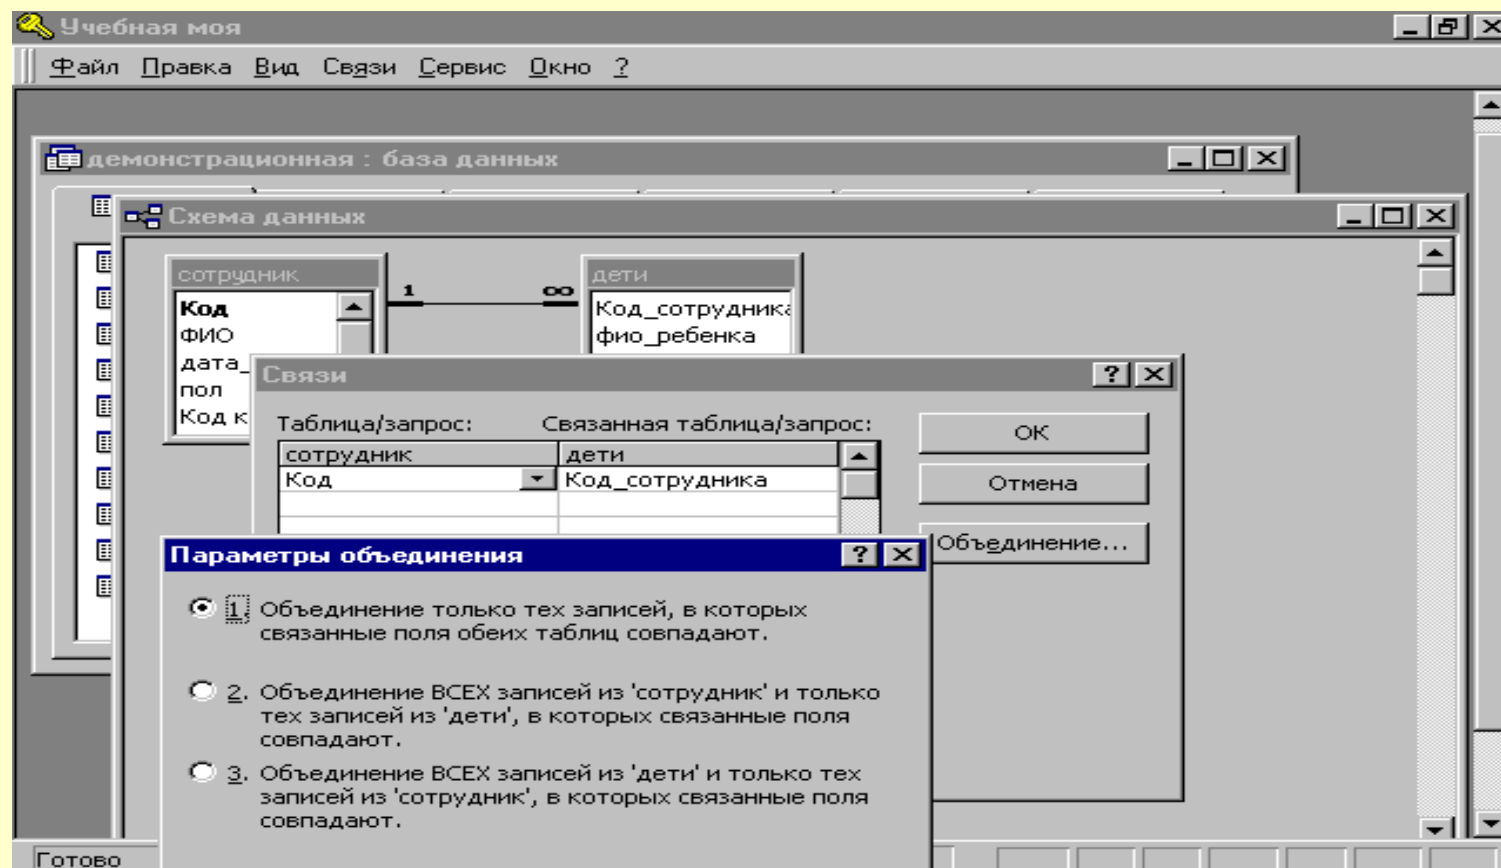 Учебная моя
Файл Правка Вид Связи Сервис Окно ?
демонстрационная : база данных
Схема данных
сотрудник
Код
ФИО
дата_
пол
Код к
1
∞
дети
Код_сотрудника
фио_ребенка
Связи
Таблица/запрос: Связанная таблица/запрос:
сотрудник дети
Код Код_сотрудника
ОК
Отмена
Объединение...
Параметры объединения
1. Объединение только тех записей, в которых
связанные поля обеих таблиц совпадают.
2. Объединение ВСЕХ записей из 'сотрудник' и только
тех записей из 'дети', в которых связанные поля
совпадают.
3. Объединение ВСЕХ записей из 'дети' и только тех
записей из 'сотрудник', в которых связанные поля
совпадают.
Готово